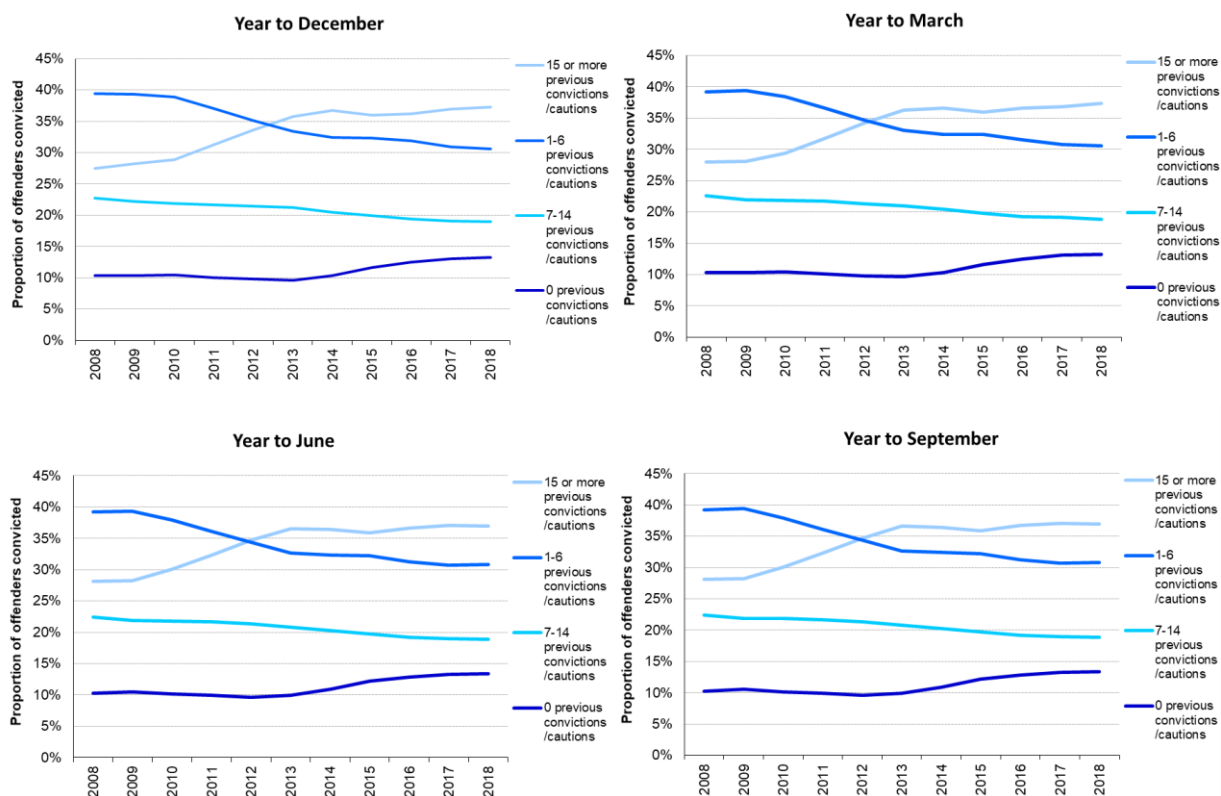 Year to December
Proportion of offenders convicted
45%
40%
35%
30%
25%
20%
15%
10%
5%
0%
2008
2009
2010
2011
2012
2013
2014
2015
2016
2017
2018
15 or more
previous
convictions
/cautions
1-6
previous
convictions
/cautions
7-14
previous
convictions
/cautions
0 previous
convictions
/cautions
Year to March
Proportion of offenders convicted
45%
40%
35%
30%
25%
20%
15%
10%
5%
0%
2008
2009
2010
2011
2012
2013
2014
2015
2016
2017
2018
15 or more
previous
convictions
/cautions
1-6
previous
convictions
/cautions
7-14
previous
convictions
/cautions
0 previous
convictions
/cautions
Year to June
Proportion of offenders convicted
45%
40%
35%
30%
25%
20%
15%
10%
5%
0%
2008
2009
2010
2011
2012
2013
2014
2015
2016
2017
2018
15 or more
previous
convictions
/cautions
1-6
previous
convictions
/cautions
7-14
previous
convictions
/cautions
0 previous
convictions
/cautions
Year to September
Proportion of offenders convicted
45%
40%
35%
30%
25%
20%
15%
10%
5%
0%
2008
2009
2010
2011
2012
2013
2014
2015
2016
2017
2018
15 or more
previous
convictions
/cautions
1-6
previous
convictions
/cautions
7-14
previous
convictions
/cautions
0 previous
convictions
/cautions